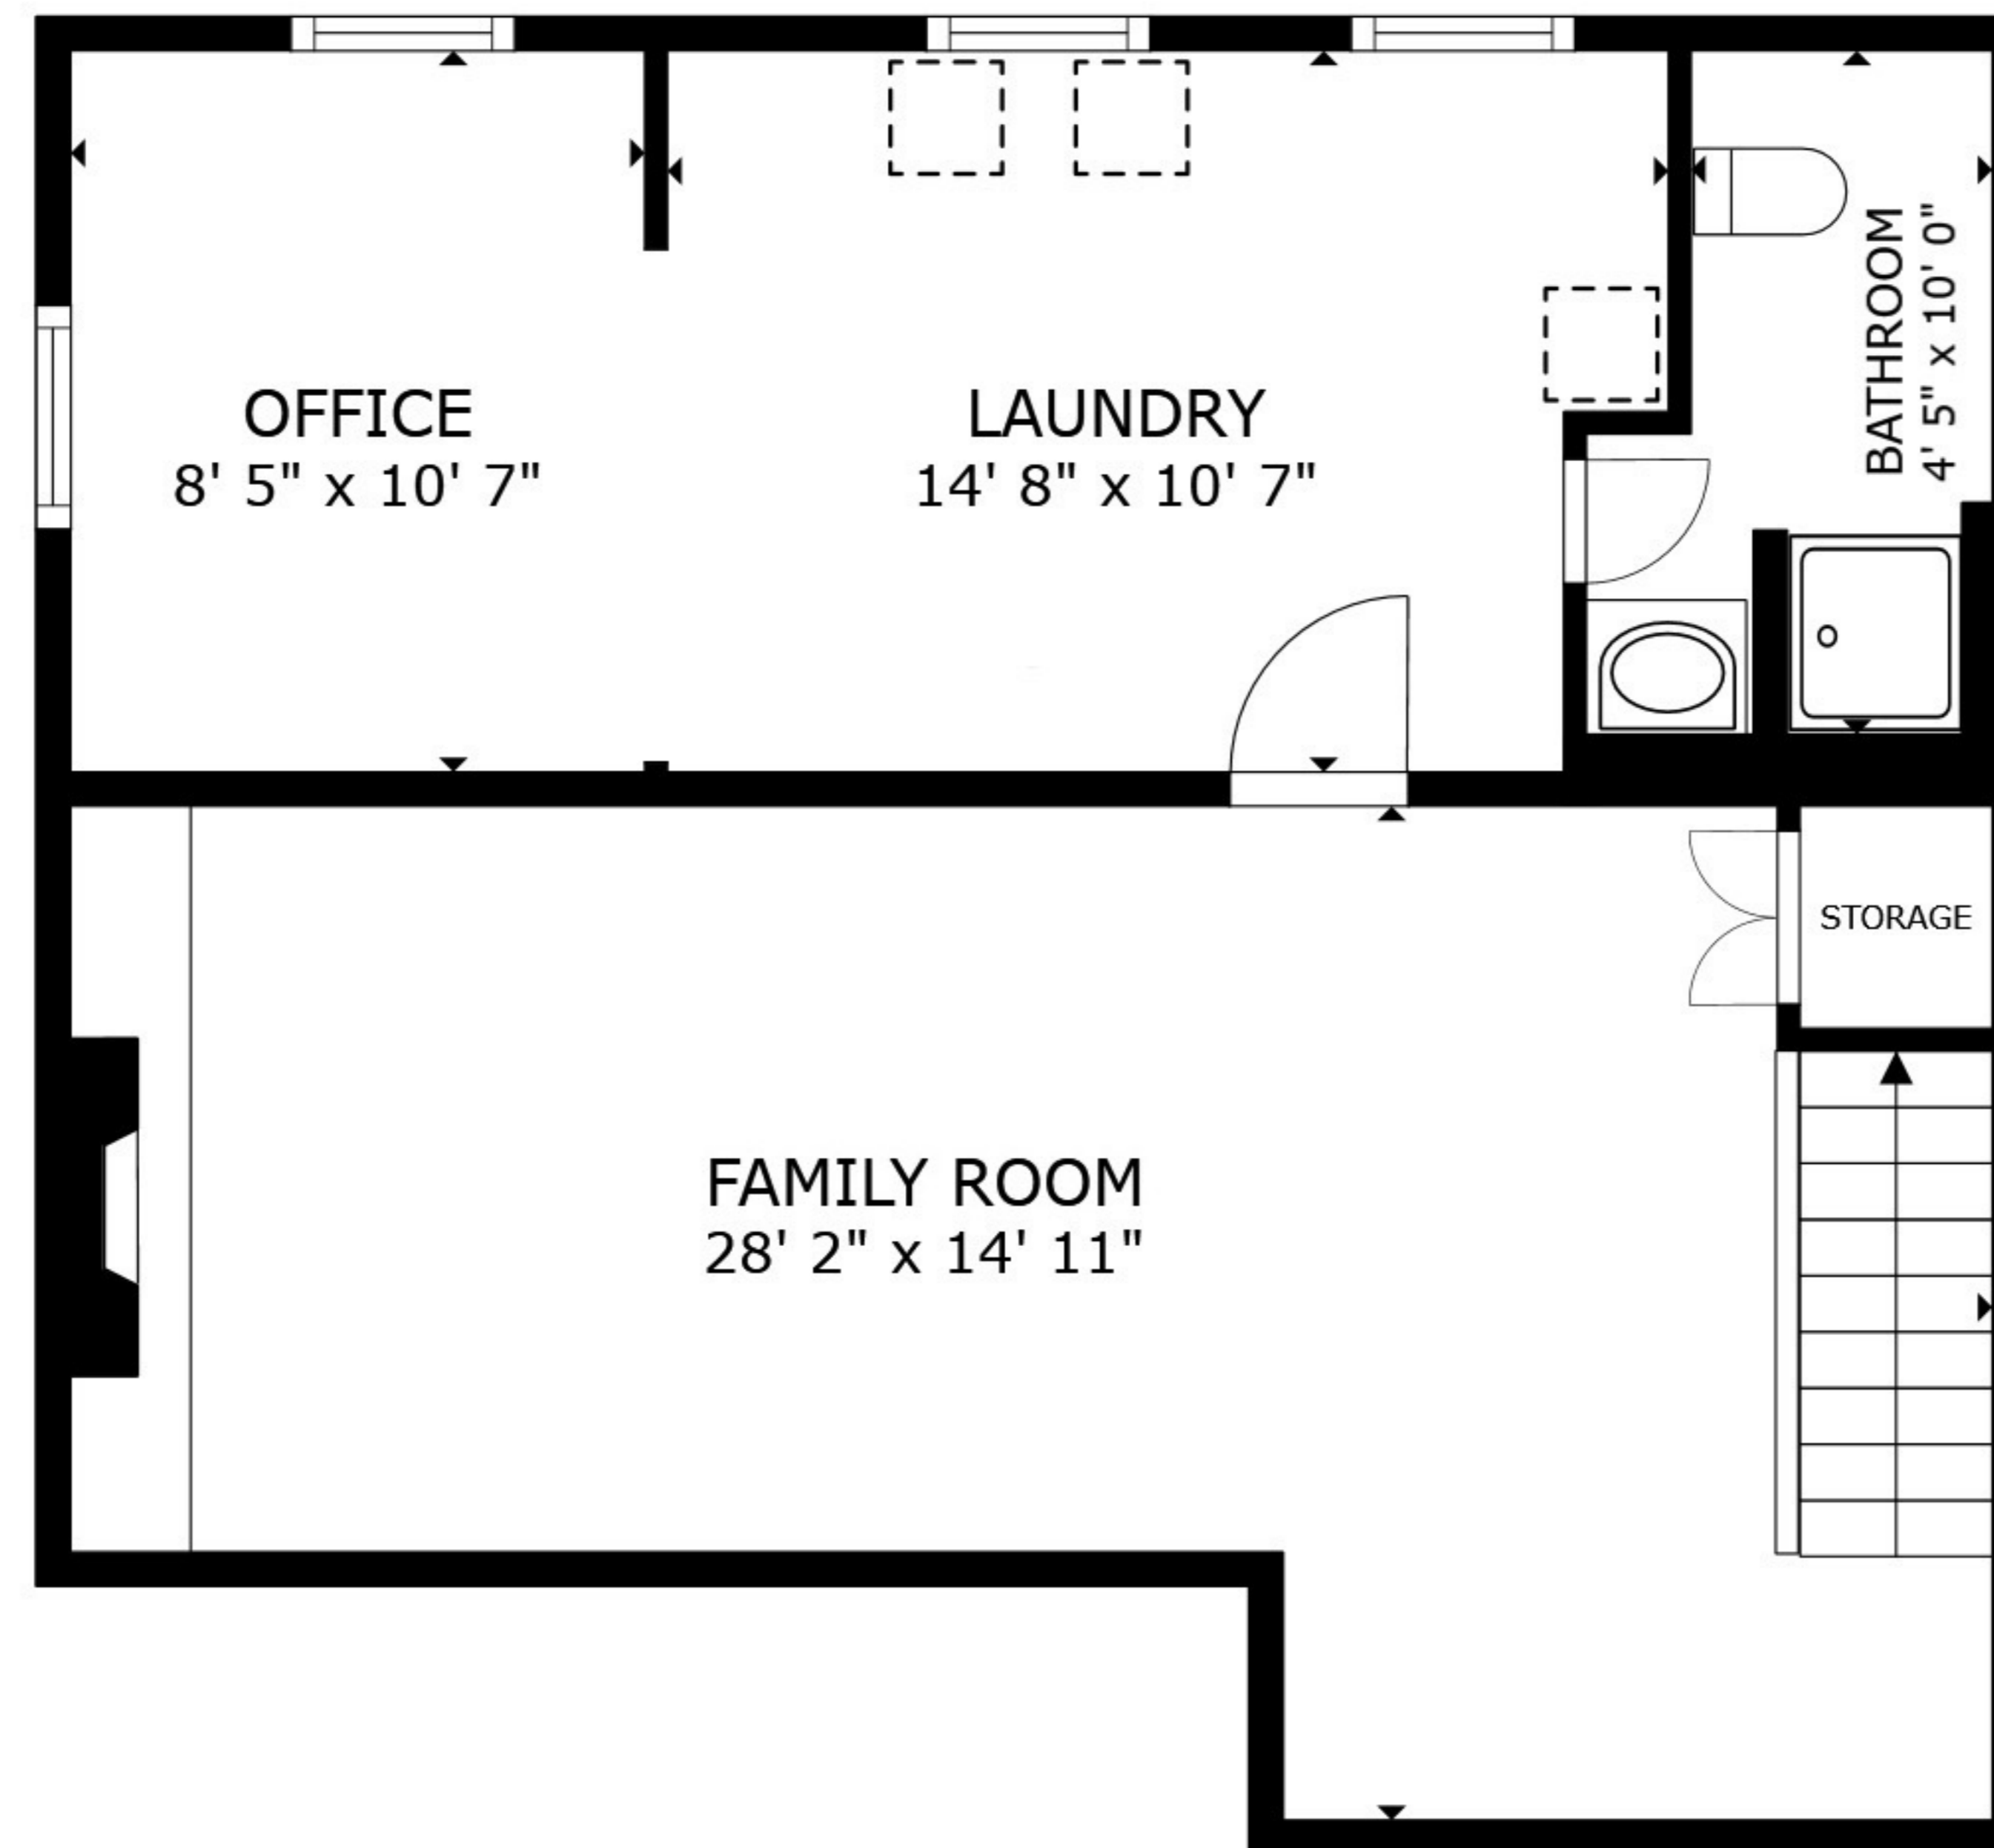 OFFICE
8' 5" x 10' 7"
LAUNDRY
14' 8" x 10' 7"
BATHROOM
4' 5" x 10' 0"
STORAGE
FAMILY ROOM
28' 2" x 14' 11"